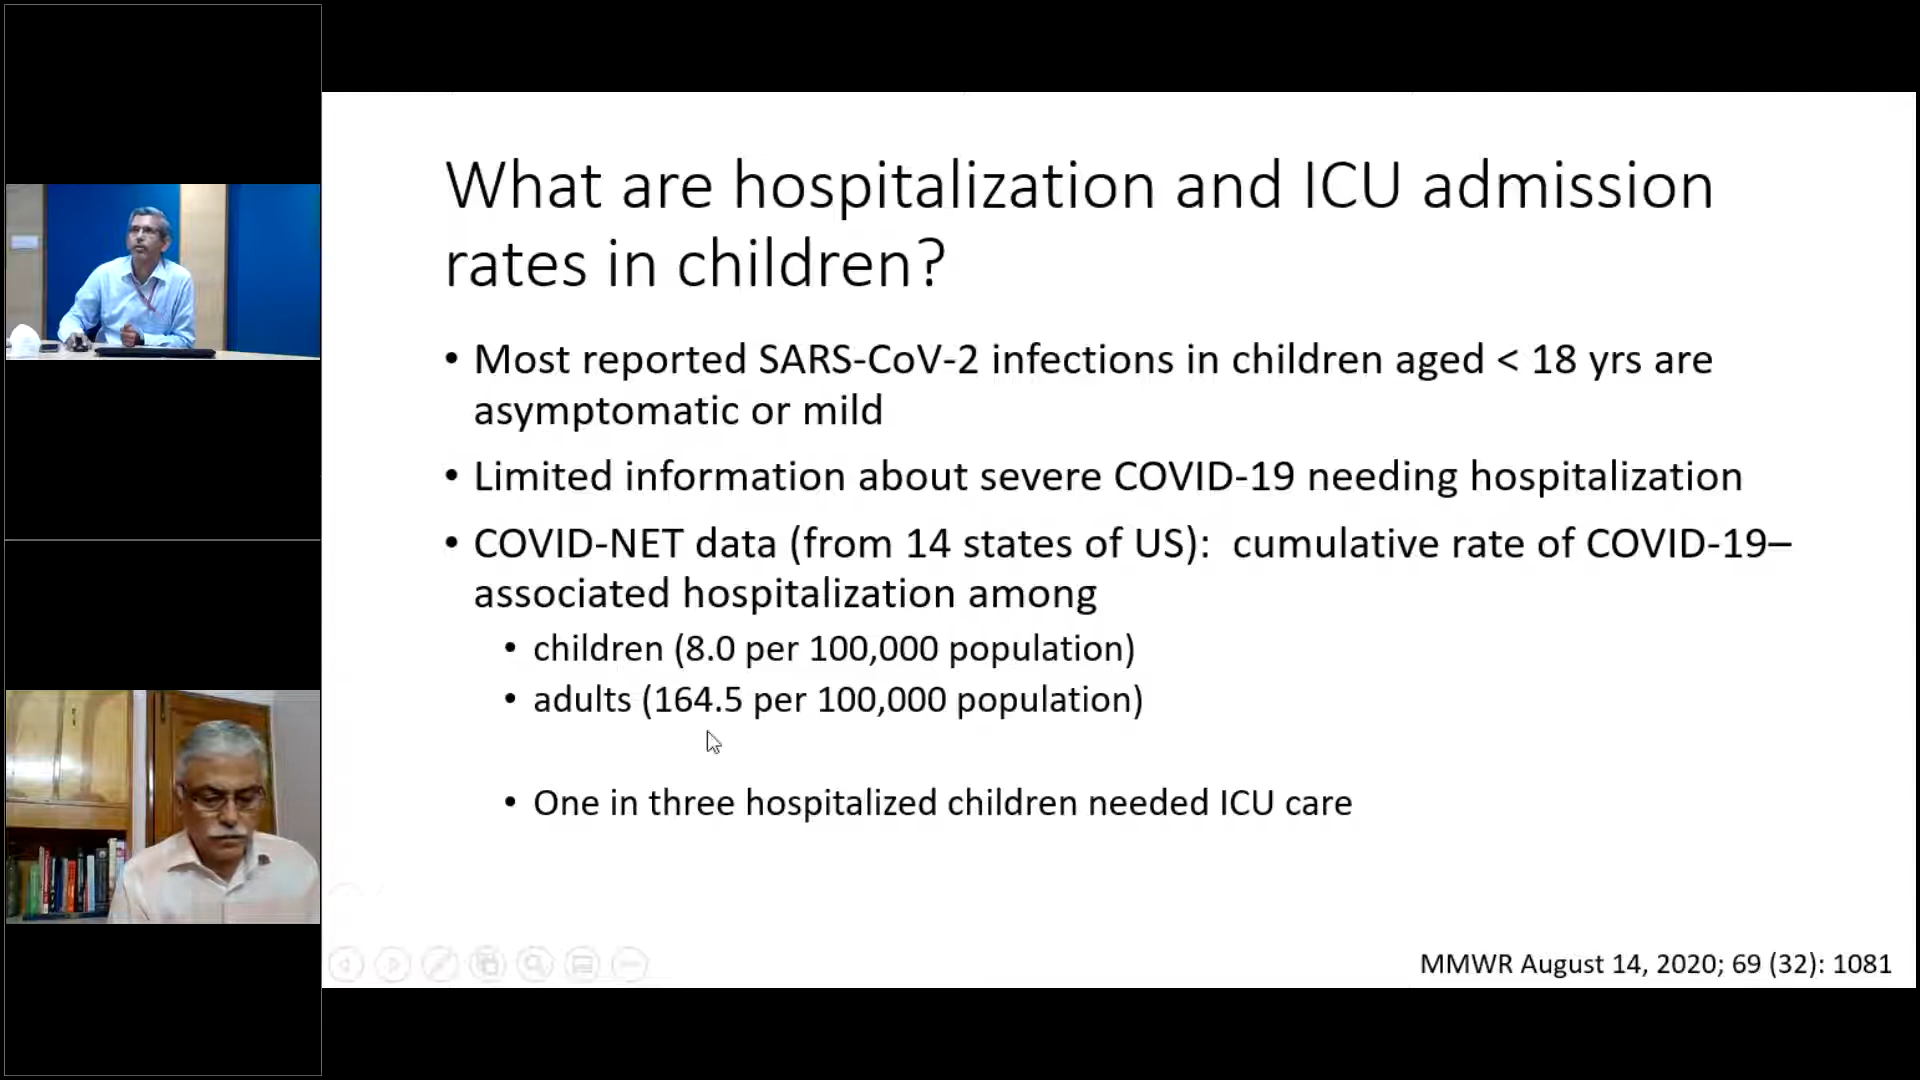 What are hospitalization and ICU admission
rates in children?
• Most reported SARS-CoV-2 infections in children aged < 18 yrs are
asymptomatic or mild
• Limited information about severe COVID-19 needing hospitalization
• COVID-NET data (from 14 states of US): cumulative rate of COVID-19–
associated hospitalization among
• children (8.0 per 100,000 population)
• adults (164.5 per 100,000 population)
• One in three hospitalized children needed ICU care
MMWR August 14, 2020; 69 (32): 1081